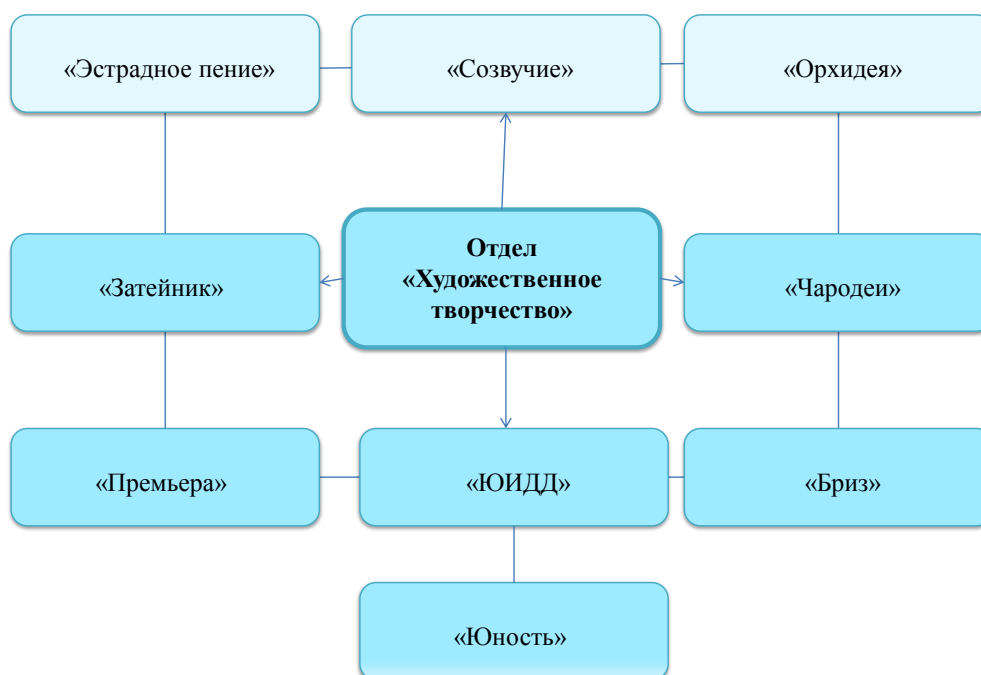 «Эстрадное пение»
«Созвучие»
«Орхидея»
Отдел
«Художественное
творчество»
«Затейник»
«Чародеи»
«Премьера»
«ЮИДД»
«Бриз»
«Юность»